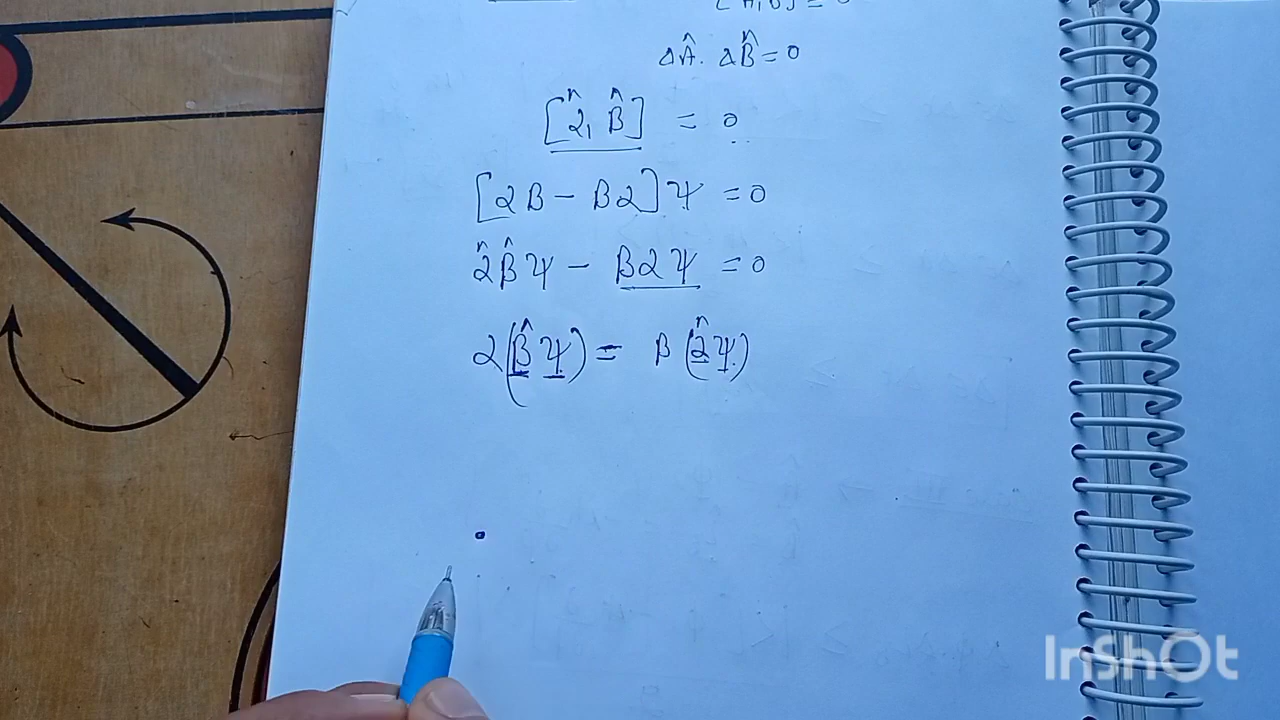 ΔÂ. ΔB̂ = 0
[α̂, β̂] = 0
[αβ - βα]ψ = 0
α̂β̂ψ - βαψ = 0
α(β̂ψ) = β(α̂ψ)
InShOt